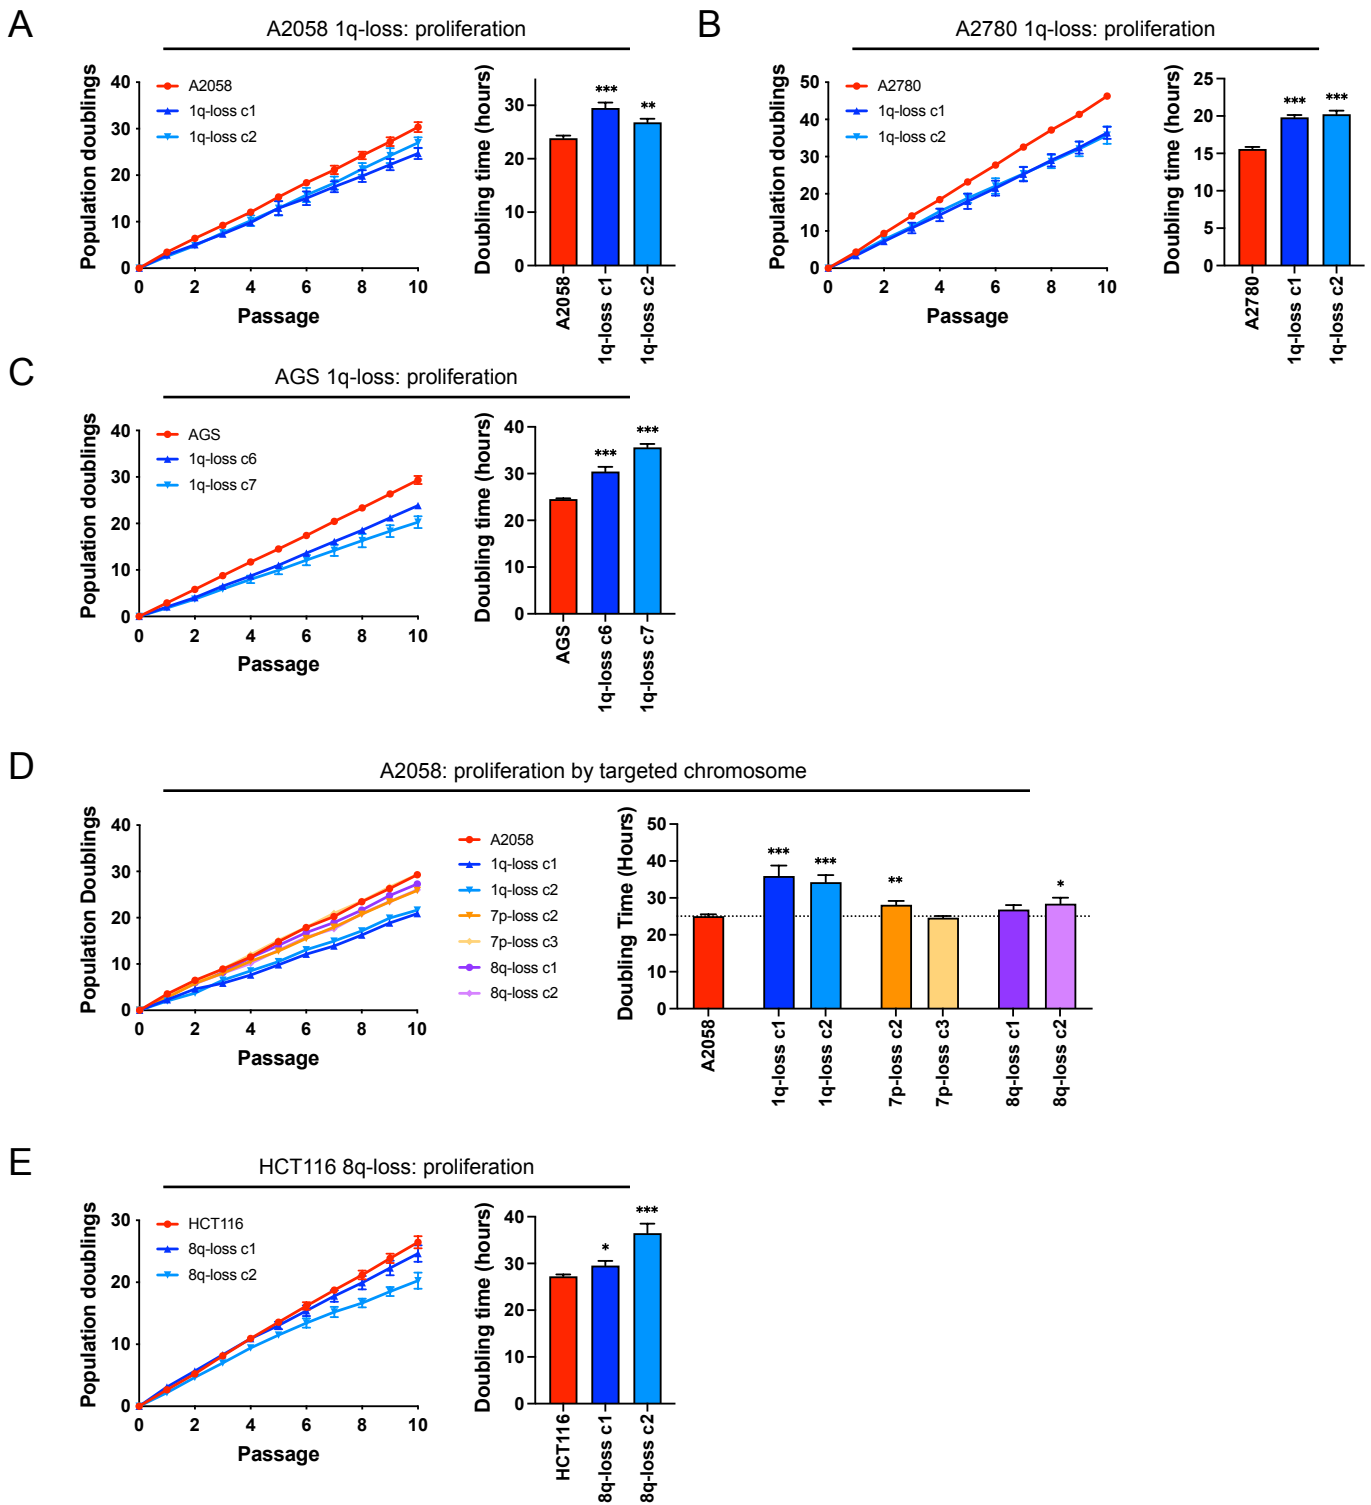 A
A2058 1q-loss: proliferation
Population doublings
40
30
20
10
0
A2058
1q-loss c1
1q-loss c2
0 2 4 6 8 10
Passage
Doubling time (hours)
30
20
10
0
*** **
A2058 1q-loss c1 1q-loss c2
B
A2780 1q-loss: proliferation
Population doublings
50
40
30
20
10
0
A2780
1q-loss c1
1q-loss c2
0 2 4 6 8 10
Passage
Doubling time (hours)
25
20
15
10
5
0
*** ***
A2780 1q-loss c1 1q-loss c2
C
AGS 1q-loss: proliferation
Population doublings
40
30
20
10
0
AGS
1q-loss c6
1q-loss c7
0 2 4 6 8 10
Passage
Doubling time (hours)
40
30
20
10
0
*** ***
AGS 1q-loss c6 1q-loss c7
D
A2058: proliferation by targeted chromosome
Population Doublings
40
30
20
10
0
0 2 4 6 8 10
Passage
A2058
1q-loss c1
1q-loss c2
7p-loss c2
7p-loss c3
8q-loss c1
8q-loss c2
Doubling Time (Hours)
50
40
30
20
10
0
*** *** ** *
A2058 1q-loss c1 1q-loss c2 7p-loss c2 7p-loss c3 8q-loss c1 8q-loss c2
E
HCT116 8q-loss: proliferation
Population doublings
30
20
10
0
HCT116
8q-loss c1
8q-loss c2
0 2 4 6 8 10
Passage
Doubling time (hours)
40
30
20
10
0
* ***
HCT116 8q-loss c1 8q-loss c2